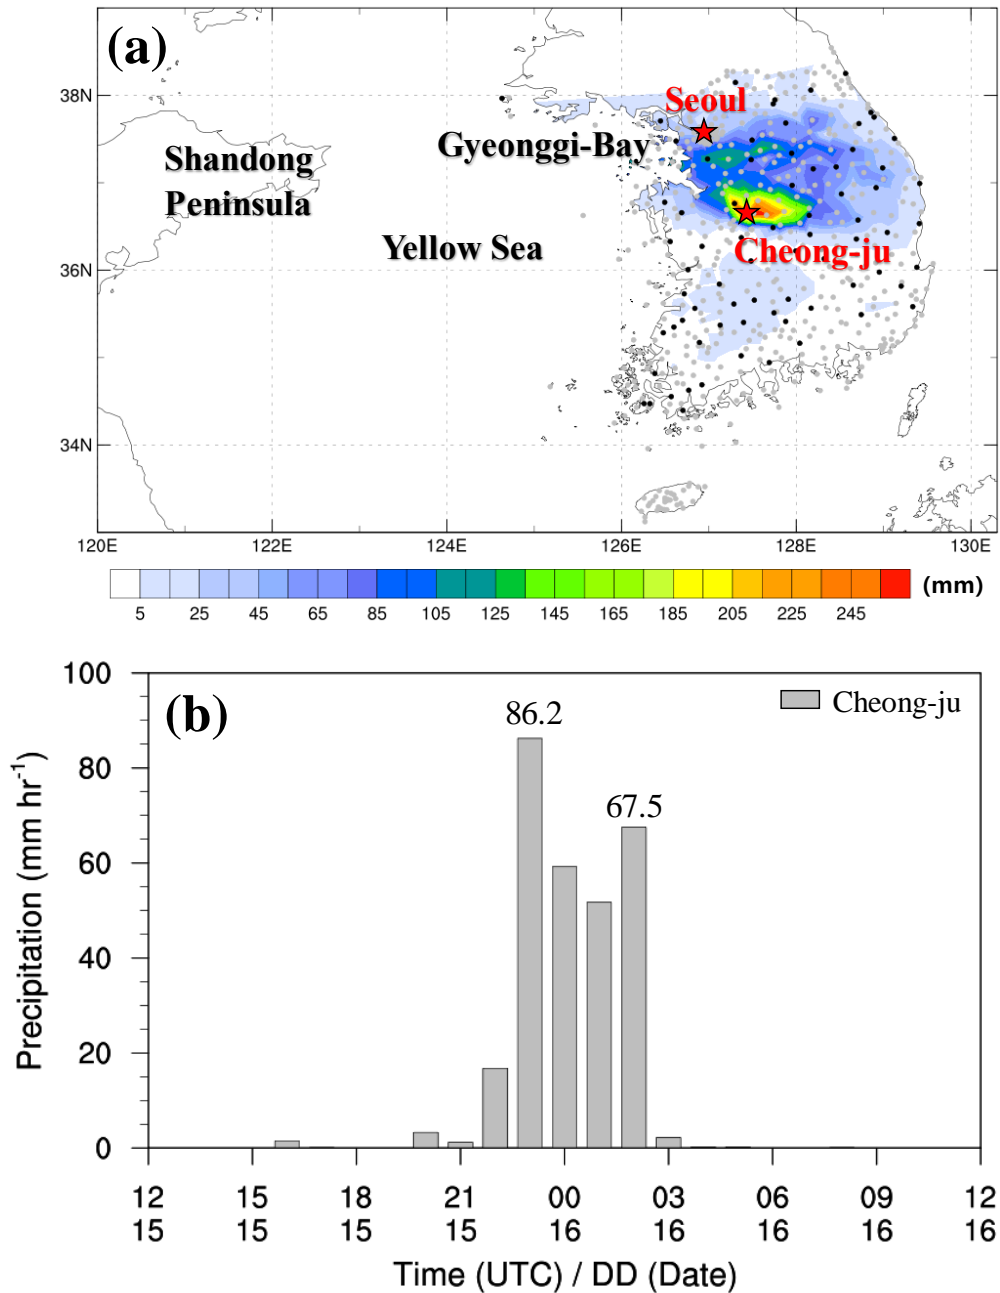 (a)
38N
36N
34N
Seoul
Gyeonggi-Bay
Shandong
Peninsula
Yellow Sea
Cheong-ju
120E 122E 124E 126E 128E 130E
5 25 45 65 85 105 125 145 165 185 205 225 245 (mm)
(b)
Cheong-ju
86.2
67.5
Precipitation (mm hr-1)
100
80
60
40
20
0
12 15 18 21 00 03 06 09 12
15 15 15 15 16 16 16 16 16
Time (UTC) / DD (Date)